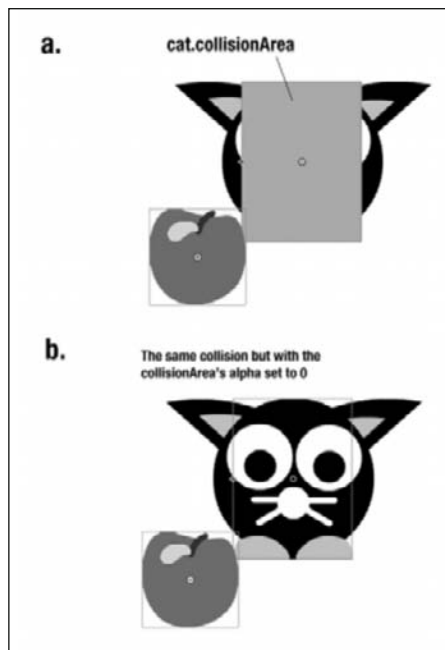 a.
cat.collisionArea
b.
The same collision but with the
collisionArea's alpha set to 0